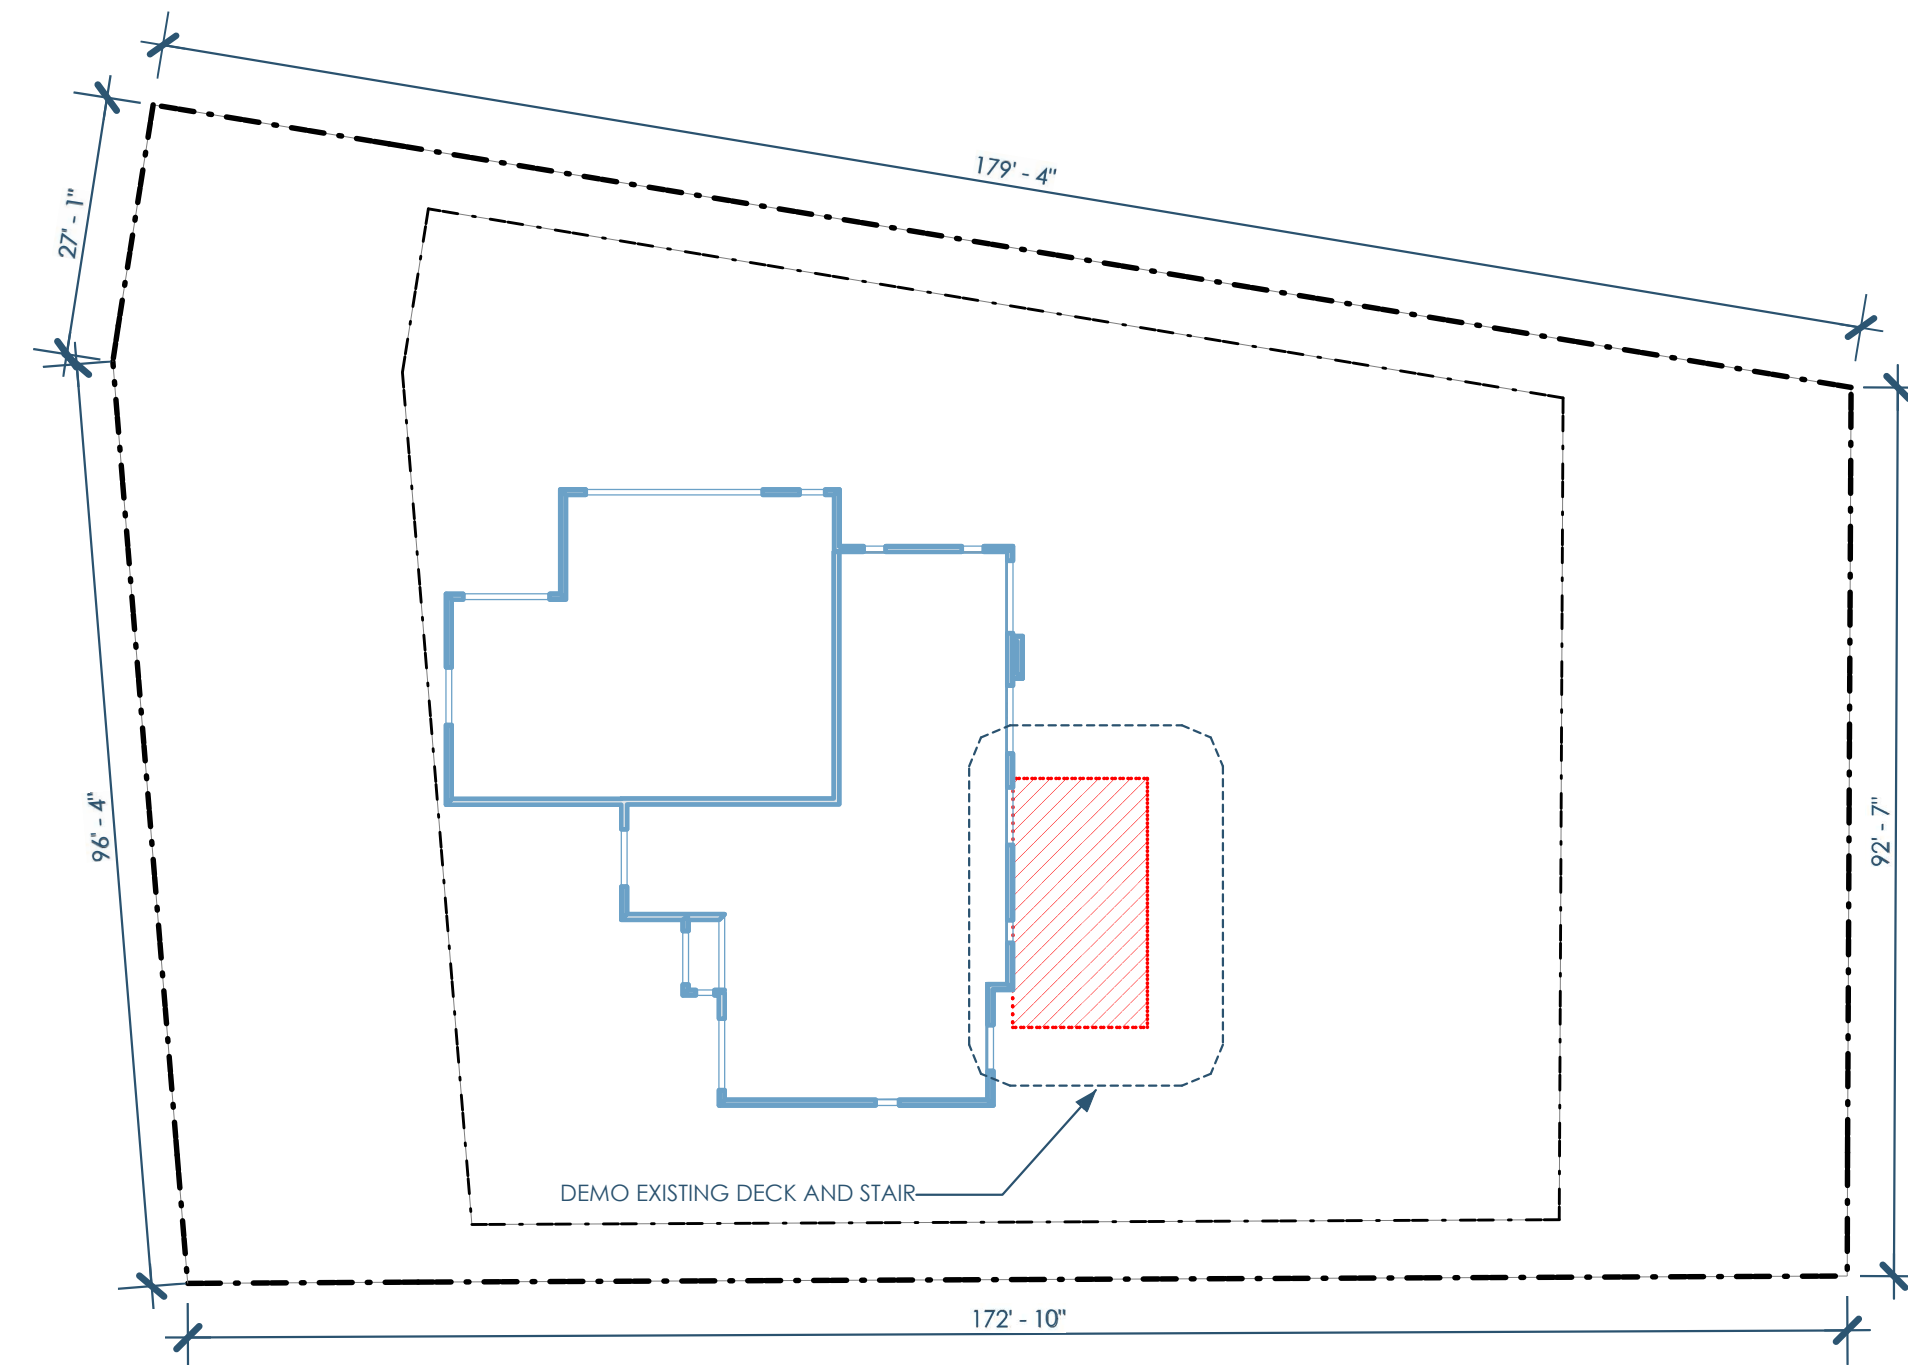 179' - 4"
27' - 1"
96' - 4"
92' - 7"
DEMO EXISTING DECK AND STAIR
172' - 10"